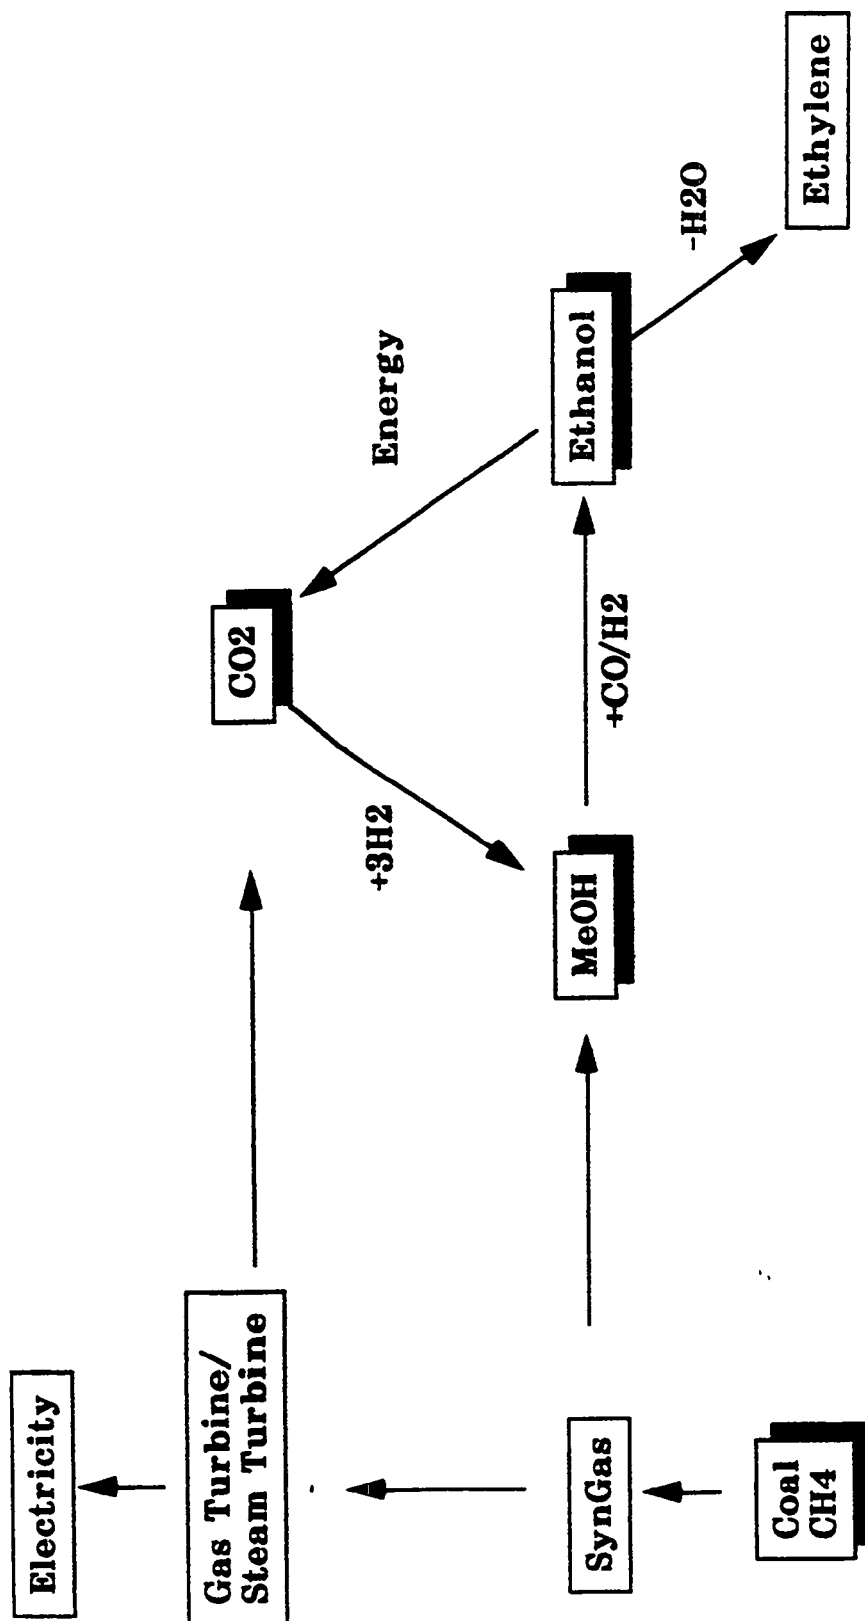 Electricity
Gas Turbine/
Steam Turbine
SynGas
Coal
CH4
CO2
+3H2
MeOH
+CO/H2
Energy
Ethanol
-H2O
Ethylene